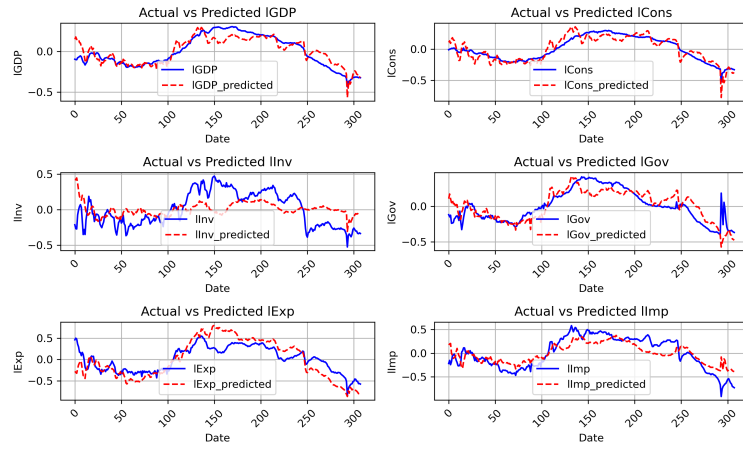 Actual vs Predicted lGDP
lGDP
0.0
−0.5
lGDP
lGDP_predicted
0 50 100 150 200 250 300
Date
Actual vs Predicted lCons
lCons
0.0
−0.5
lCons
lCons_predicted
0 50 100 150 200 250 300
Date
Actual vs Predicted lInv
lInv
0.5
0.0
−0.5
lInv
lInv_predicted
0 50 100 150 200 250 300
Date
Actual vs Predicted lGov
lGov
0.0
−0.5
lGov
lGov_predicted
0 50 100 150 200 250 300
Date
Actual vs Predicted lExp
lExp
0.5
0.0
−0.5
lExp
lExp_predicted
0 50 100 150 200 250 300
Date
Actual vs Predicted lImp
lImp
0.5
0.0
−0.5
lImp
lImp_predicted
0 50 100 150 200 250 300
Date